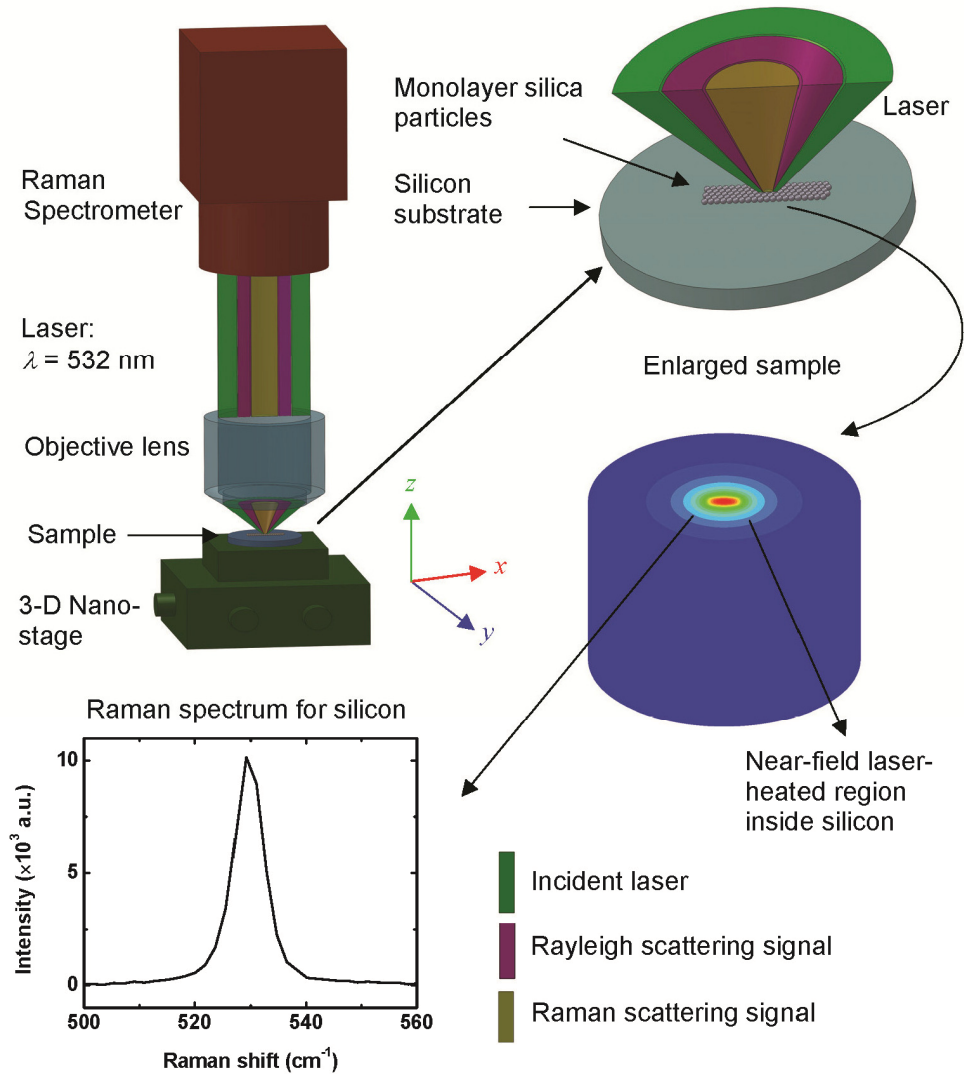 Monolayer silica
particles
Laser
Raman
Spectrometer
Silicon
substrate
Laser:
λ = 532 nm
Enlarged sample
Objective lens
z
Sample
x
3-D Nano-
stage
y
Raman spectrum for silicon
10
5
0
Intensity (×10³ a.u.)
500
520
540
560
Raman shift (cm⁻¹)
Near-field laser-
heated region
inside silicon
Incident laser
Rayleigh scattering signal
Raman scattering signal